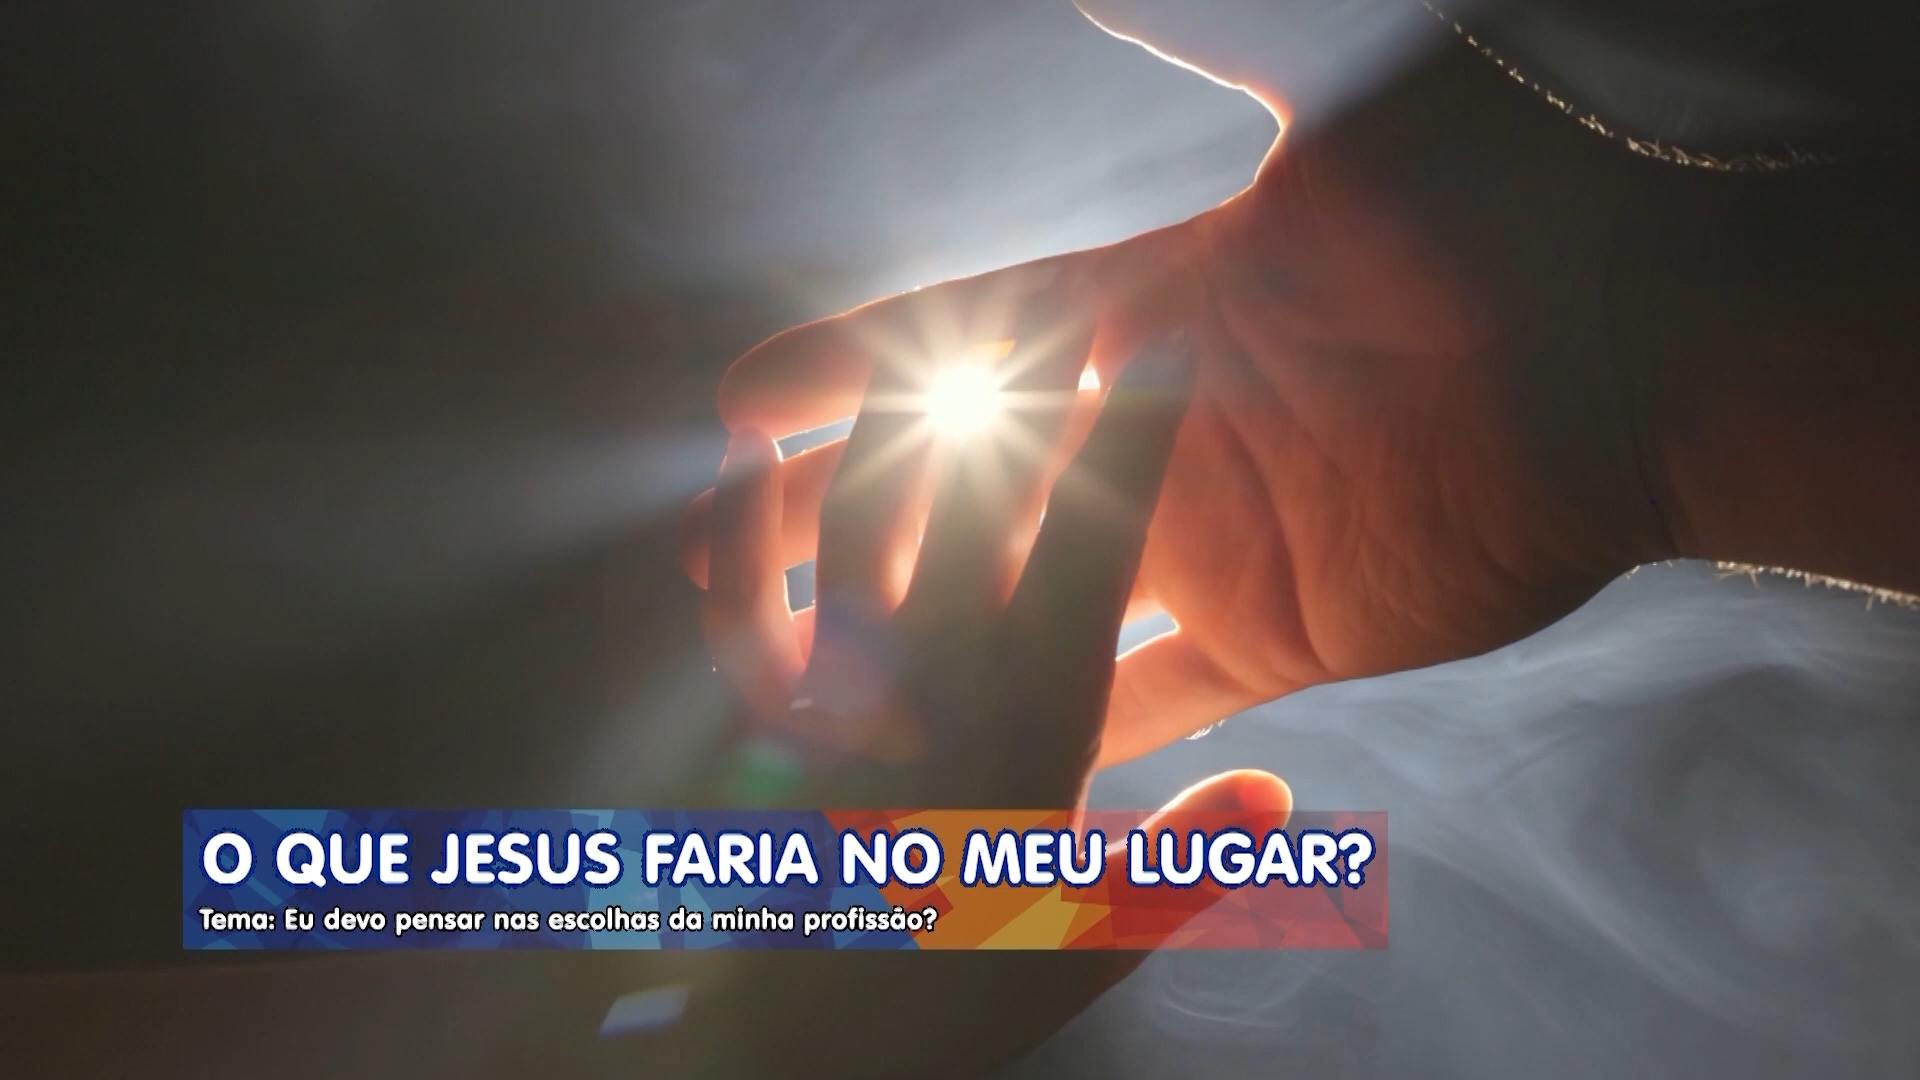 O QUE JESUS FARIA NO MEU LUGAR?
Tema: Eu devo pensar nas escolhas da minha profissão?